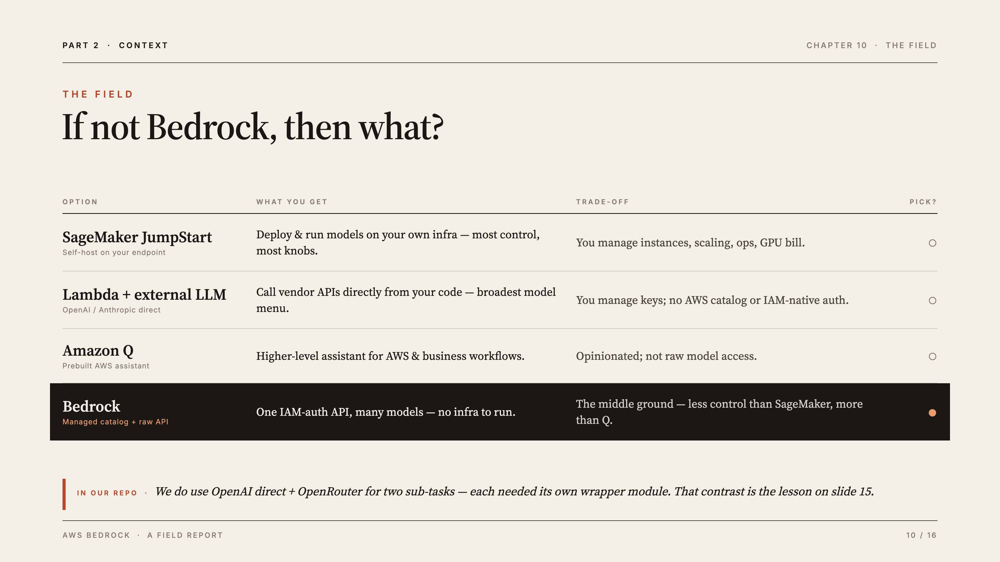 PART 2 · CONTEXT
CHAPTER 10 · THE FIELD
THE FIELD
If not Bedrock, then what?
OPTION
WHAT YOU GET
TRADE-OFF
PICK?
SageMaker JumpStart
Self-host on your endpoint
Deploy & run models on your own infra — most control,
most knobs.
You manage instances, scaling, ops, GPU bill.
Lambda + external LLM
OpenAI / Anthropic direct
Call vendor APIs directly from your code — broadest model
menu.
You manage keys; no AWS catalog or IAM-native auth.
Amazon Q
Prebuilt AWS assistant
Higher-level assistant for AWS & business workflows.
Opinionated; not raw model access.
Bedrock
Managed catalog + raw API
One IAM-auth API, many models — no infra to run.
The middle ground — less control than SageMaker, more
than Q.
IN OUR REPO · We do use OpenAI direct + OpenRouter for two sub-tasks — each needed its own wrapper module. That contrast is the lesson on slide 15.
AWS BEDROCK · A FIELD REPORT
10 / 16